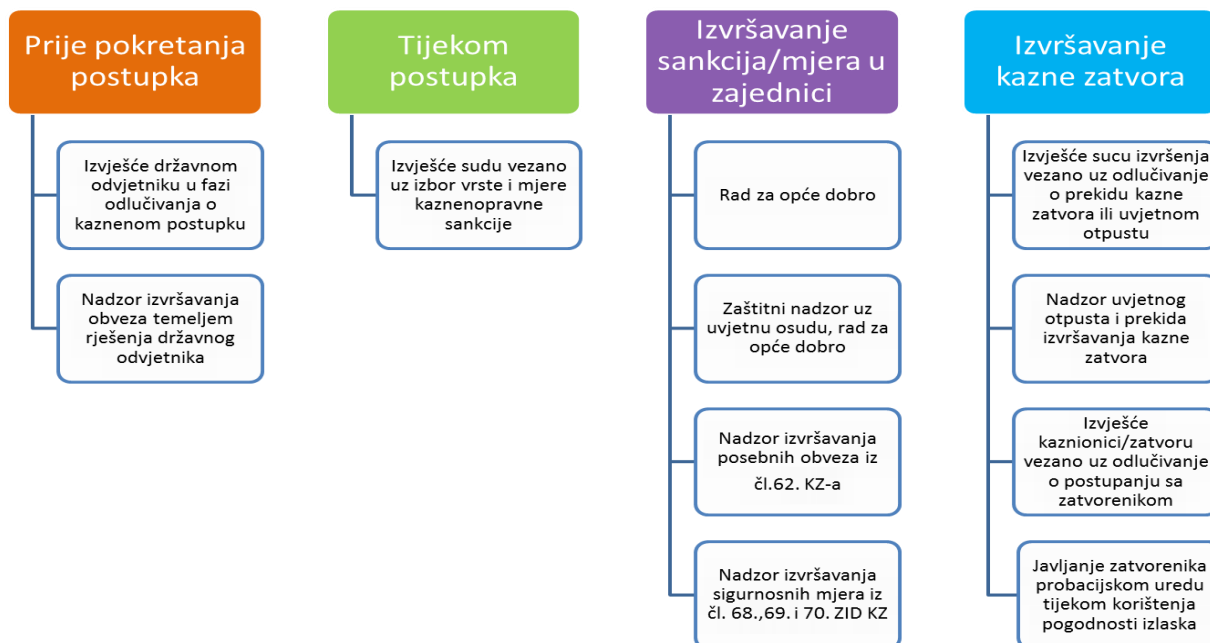 Prije pokretanja
postupka
Izvješće državnom
odvjetniku u fazi
odlučivanja o
kaznenom postupku
Nadzor izvršavanja
obveza temeljem
rješenja državnog
odvjetnika
Tijekom
postupka
Izvješće sudu vezano
uz izbor vrste i mjere
kaznenopravne
sankcije
Izvršavanje
sankcija/mjera u
zajednici
Rad za opće dobro
Zaštitni nadzor uz
uvjetnu osudu, rad za
opće dobro
Nadzor izvršavanja
posebnih obveza iz
čl.62. KZ-a
Nadzor izvršavanja
sigurnosnih mjera iz
čl. 68.,69. i 70. ZID KZ
Izvršavanje
kazne zatvora
Izvješće sucu izvršenja
vezano uz odlučivanje
o prekidu kazne
zatvora ili uvjetnom
otpustu
Nadzor uvjetnog
otpusta i prekida
izvršavanja kazne
zatvora
Izvješće
kaznionici/zatvoru
vezano uz odlučivanje
o postupanju sa
zatvorenikom
Javljanje zatvorenika
probacijskom uredu
tijekom korištenja
pogodnosti izlaska